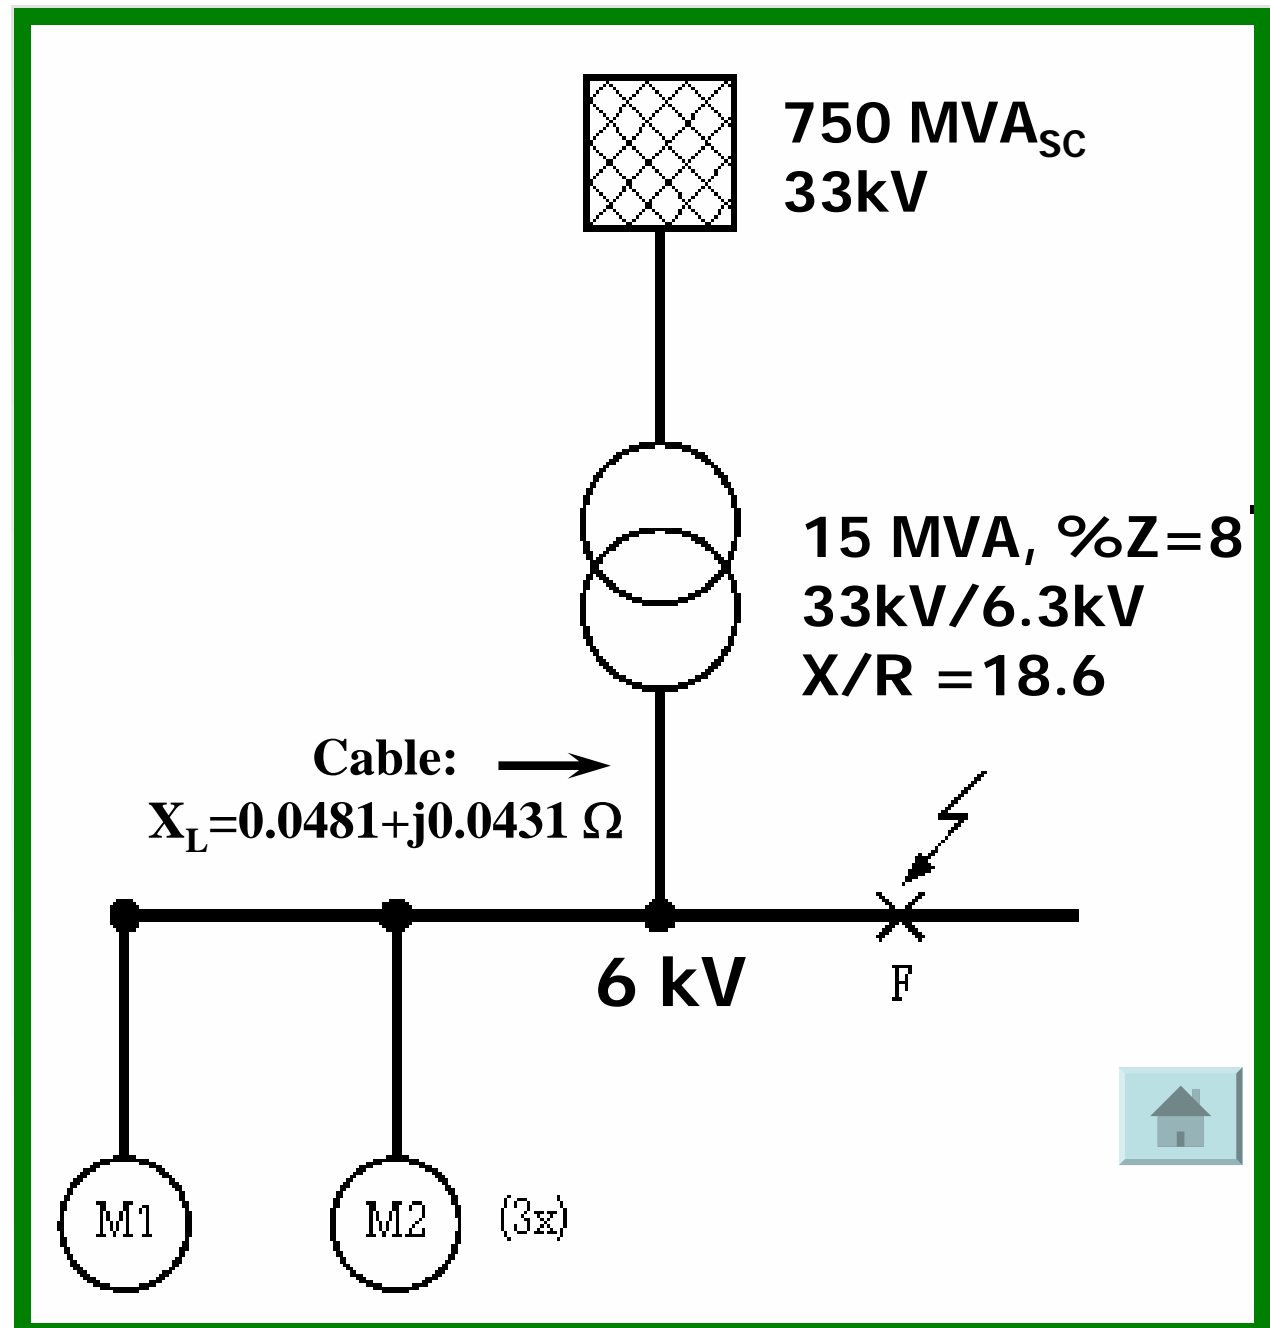 750 MVASC
33kV
15 MVA, %Z=8
33kV/6.3kV
X/R =18.6
Cable:
XL=0.0481+j0.0431 Ω
6 kV
F
M1
M2
(3x)